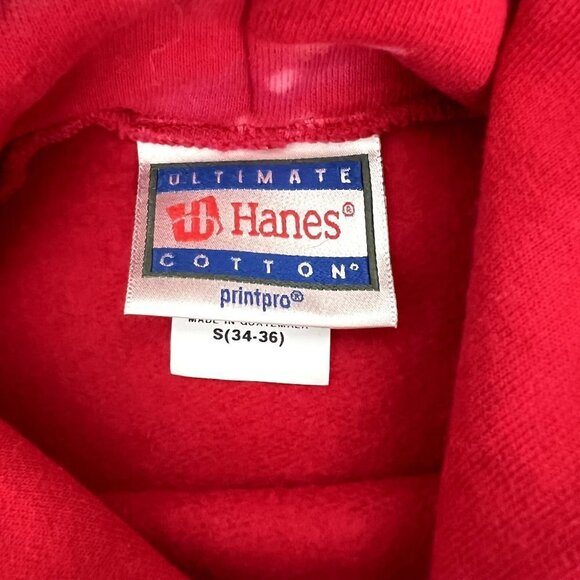 ULTIMATE
Hanes®
COTTON®
printpro®
MADE IN GUATEMALA
S(34-36)